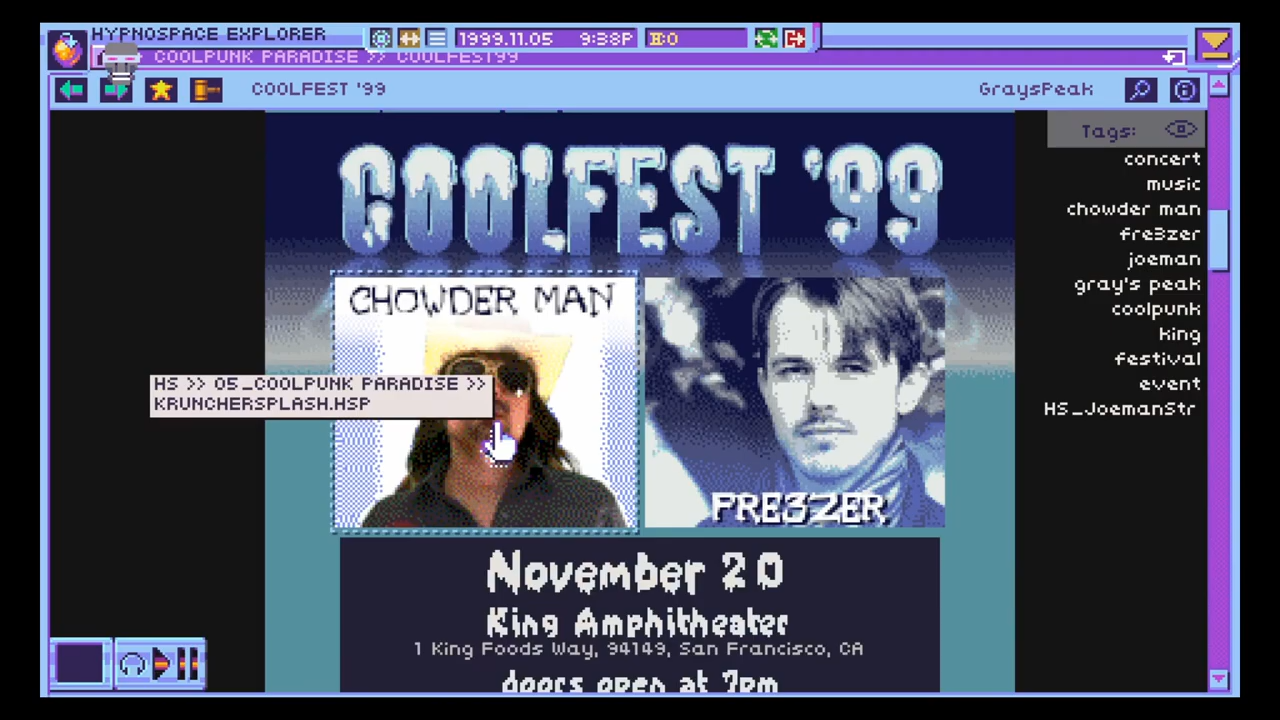 HYPNOSPACE EXPLORER
1999.11.05 9:38P :0
COOLPUNK PARADISE >> COOLFEST99
COOLFEST '99
GraysPeak
Tags:
concert
music
chowder man
fre3zer
joeman
gray's peak
coolpunk
king
festival
event
HS_JoemanStr
COOLFEST '99
CHOWDER MAN
FRE3ZER
HS >> 05_COOLPUNK PARADISE >>
KRUNCHERSPLASH.HSP
November 20
King Amphitheater
1 King Foods Way, 94149, San Francisco, CA
doors open at 7pm